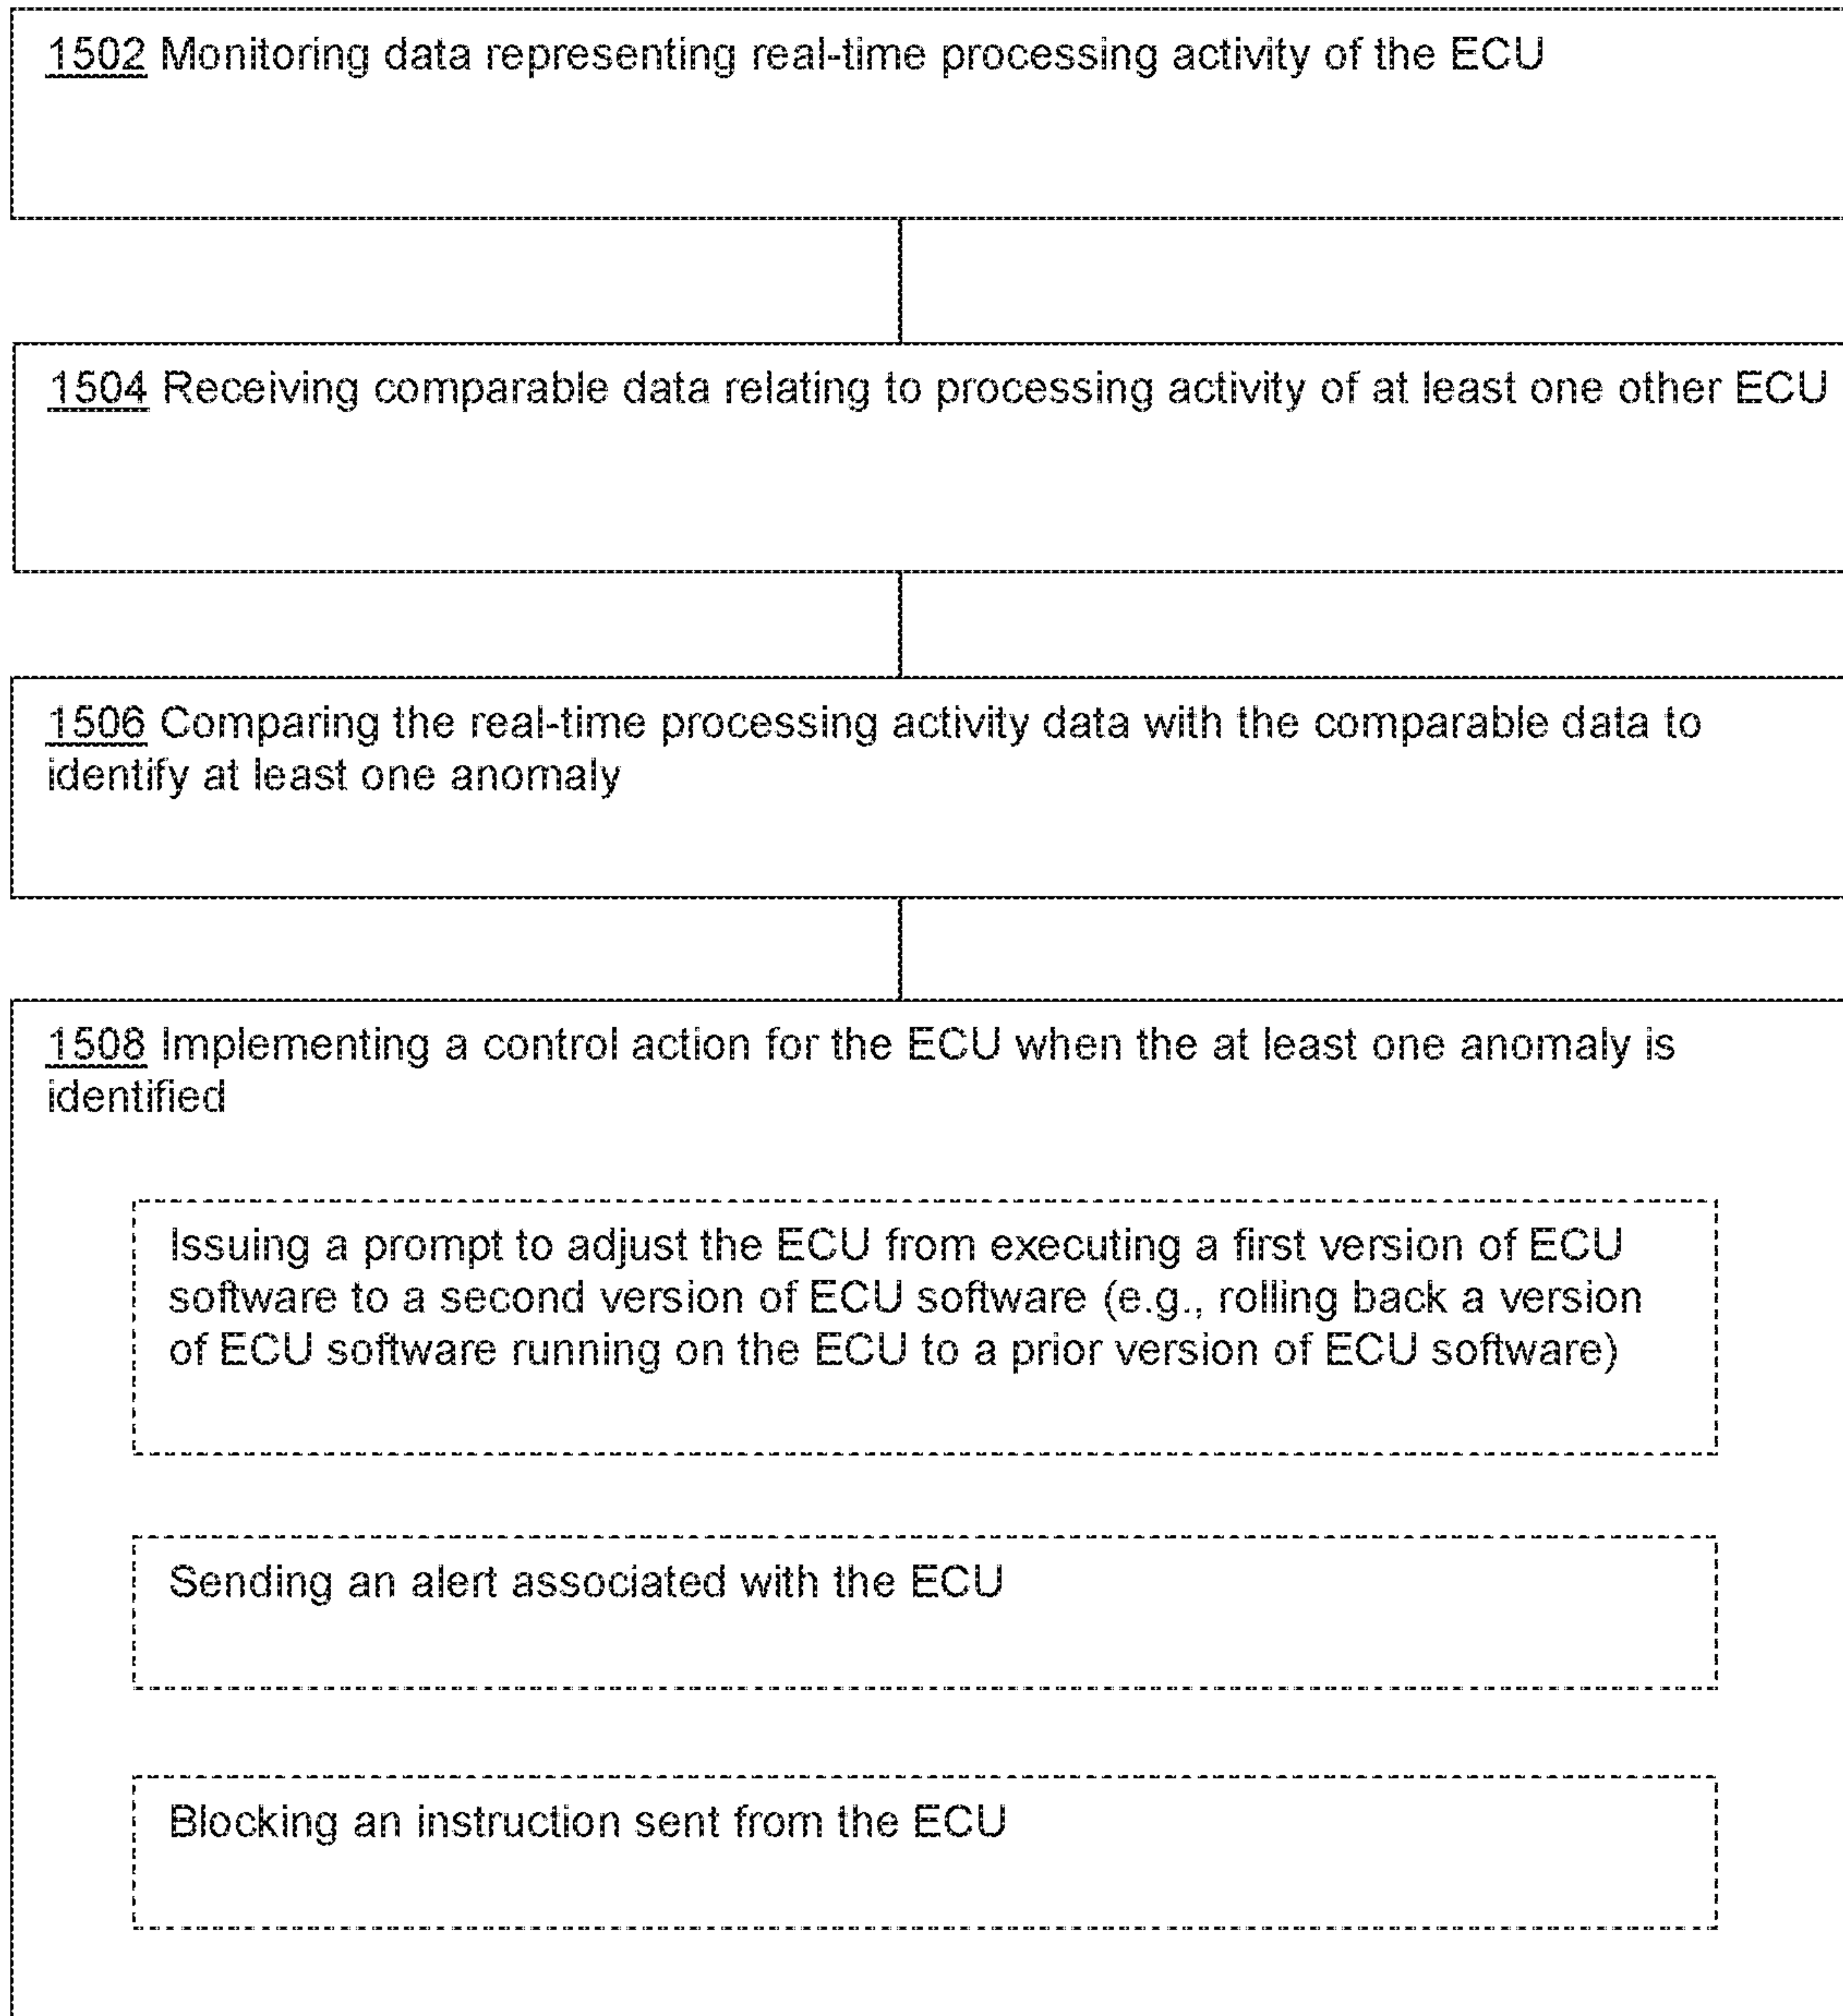 1502 Monitoring data representing real-time processing activity of the ECU
1504 Receiving comparable data relating to processing activity of at least one other ECU
1506 Comparing the real-time processing activity data with the comparable data to
identify at least one anomaly
1508 Implementing a control action for the ECU when the at least one anomaly is
identified
Issuing a prompt to adjust the ECU from executing a first version of ECU
software to a second version of ECU software (e.g., rolling back a version
of ECU software running on the ECU to a prior version of ECU software)
Sending an alert associated with the ECU
Blocking an instruction sent from the ECU